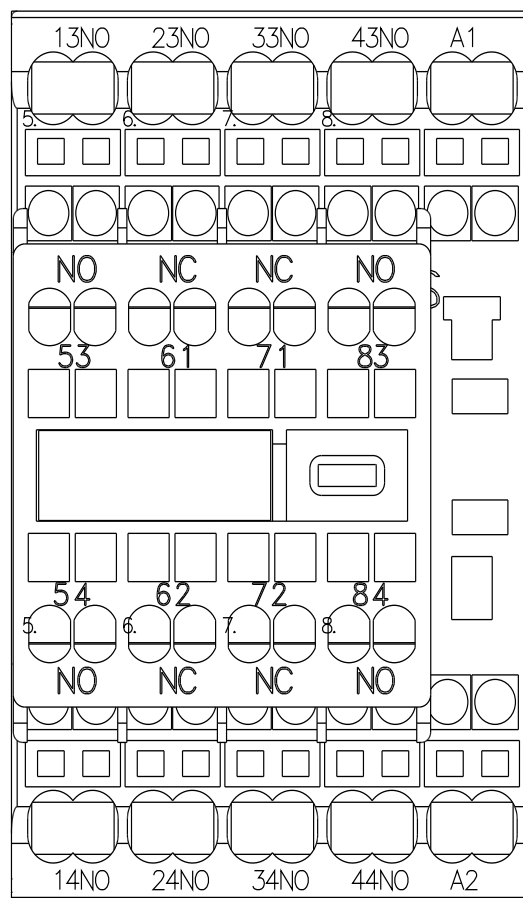 13NO 23NO 33NO 43NO A1
5. 6. 7. 8.
NO NC NC NO
53 61 71 83
54 62 72 84
5. 6. 7. 8.
NO NC NC NO
14NO 24NO 34NO 44NO A2